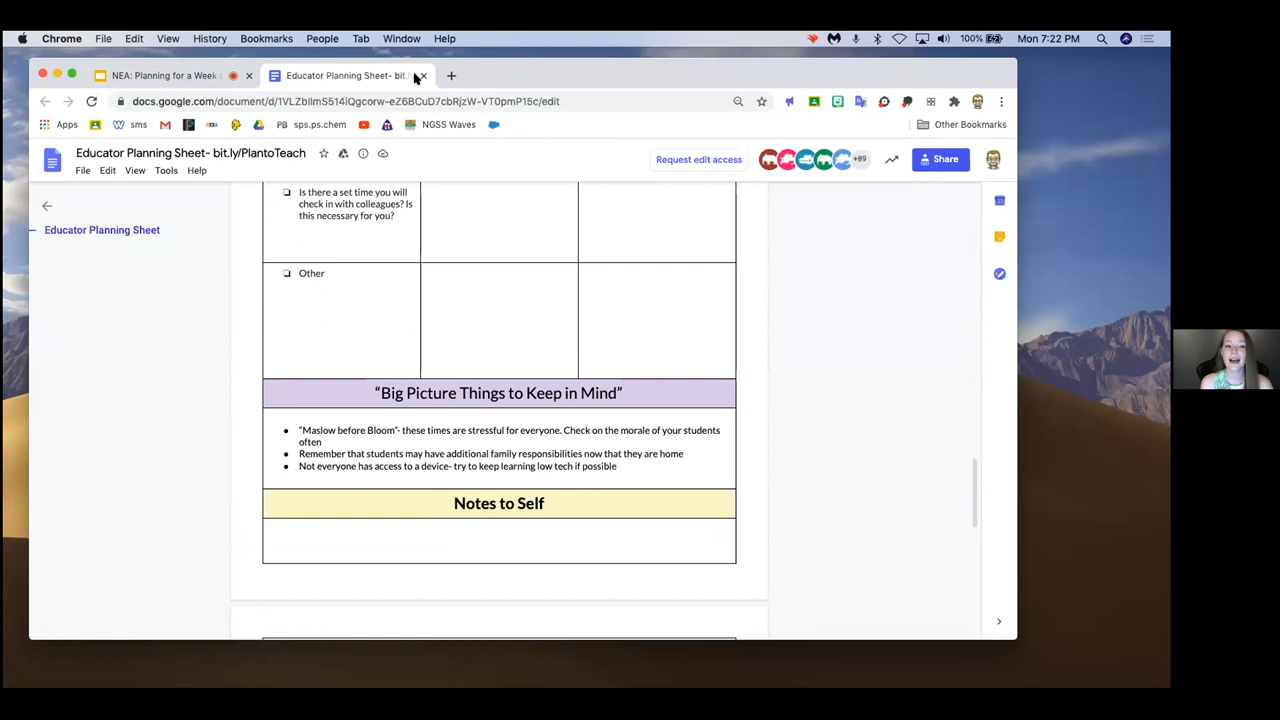 Chrome File Edit View History Bookmarks People Tab Window Help 100% Mon 7:22 PM
NEA: Planning for a Week Educator Planning Sheet- bit.
docs.google.com/document/d/1VLZbllmS514iQgcorw-eZ6BCuD7cbRjzW-VT0pmP15c/edit
Apps sms PB sps.ps.chem NGSS Waves Other Bookmarks
Educator Planning Sheet- bit.ly/PlantoTeach
Request edit access +89 Share
File Edit View Tools Help
Educator Planning Sheet
Is there a set time you will
check in with colleagues? Is
this necessary for you?
Other
“Big Picture Things to Keep in Mind”
“Maslow before Bloom”- these times are stressful for everyone. Check on the morale of your students
often
Remember that students may have additional family responsibilities now that they are home
Not everyone has access to a device- try to keep learning low tech if possible
Notes to Self